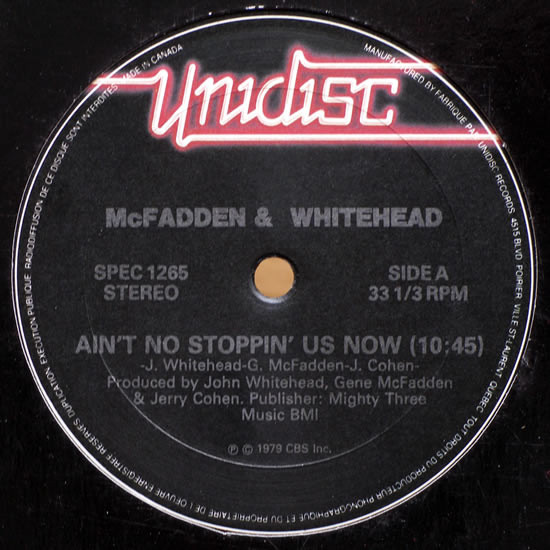 Unidisc
McFADDEN & WHITEHEAD
SPEC 1265
STEREO
SIDE A
33 1/3 RPM
AIN'T NO STOPPIN' US NOW (10:45)
-J. Whitehead-G. McFadden-J. Cohen-
Produced by John Whitehead, Gene McFadden
& Jerry Cohen. Publisher: Mighty Three
Music BMI
℗ © 1979 CBS Inc.
MADE IN CANADA
MANUFACTURED BY FABRIQUE PAR UNIDISC RECORDS, 4515 BLVD POIRIER, VILLE ST-LAURENT QUEBEC
TOUT DROITS DU PRODUCTEUR PHONOGRAPHIQUE ET DU PROPRIETAIRE DE L OEUVRE ENREGISTREE RESERVES DUPLICATION EXECUTION PUBLIQUE RADIODIFFUSION DE CE DISQUE SONT INTERDITES